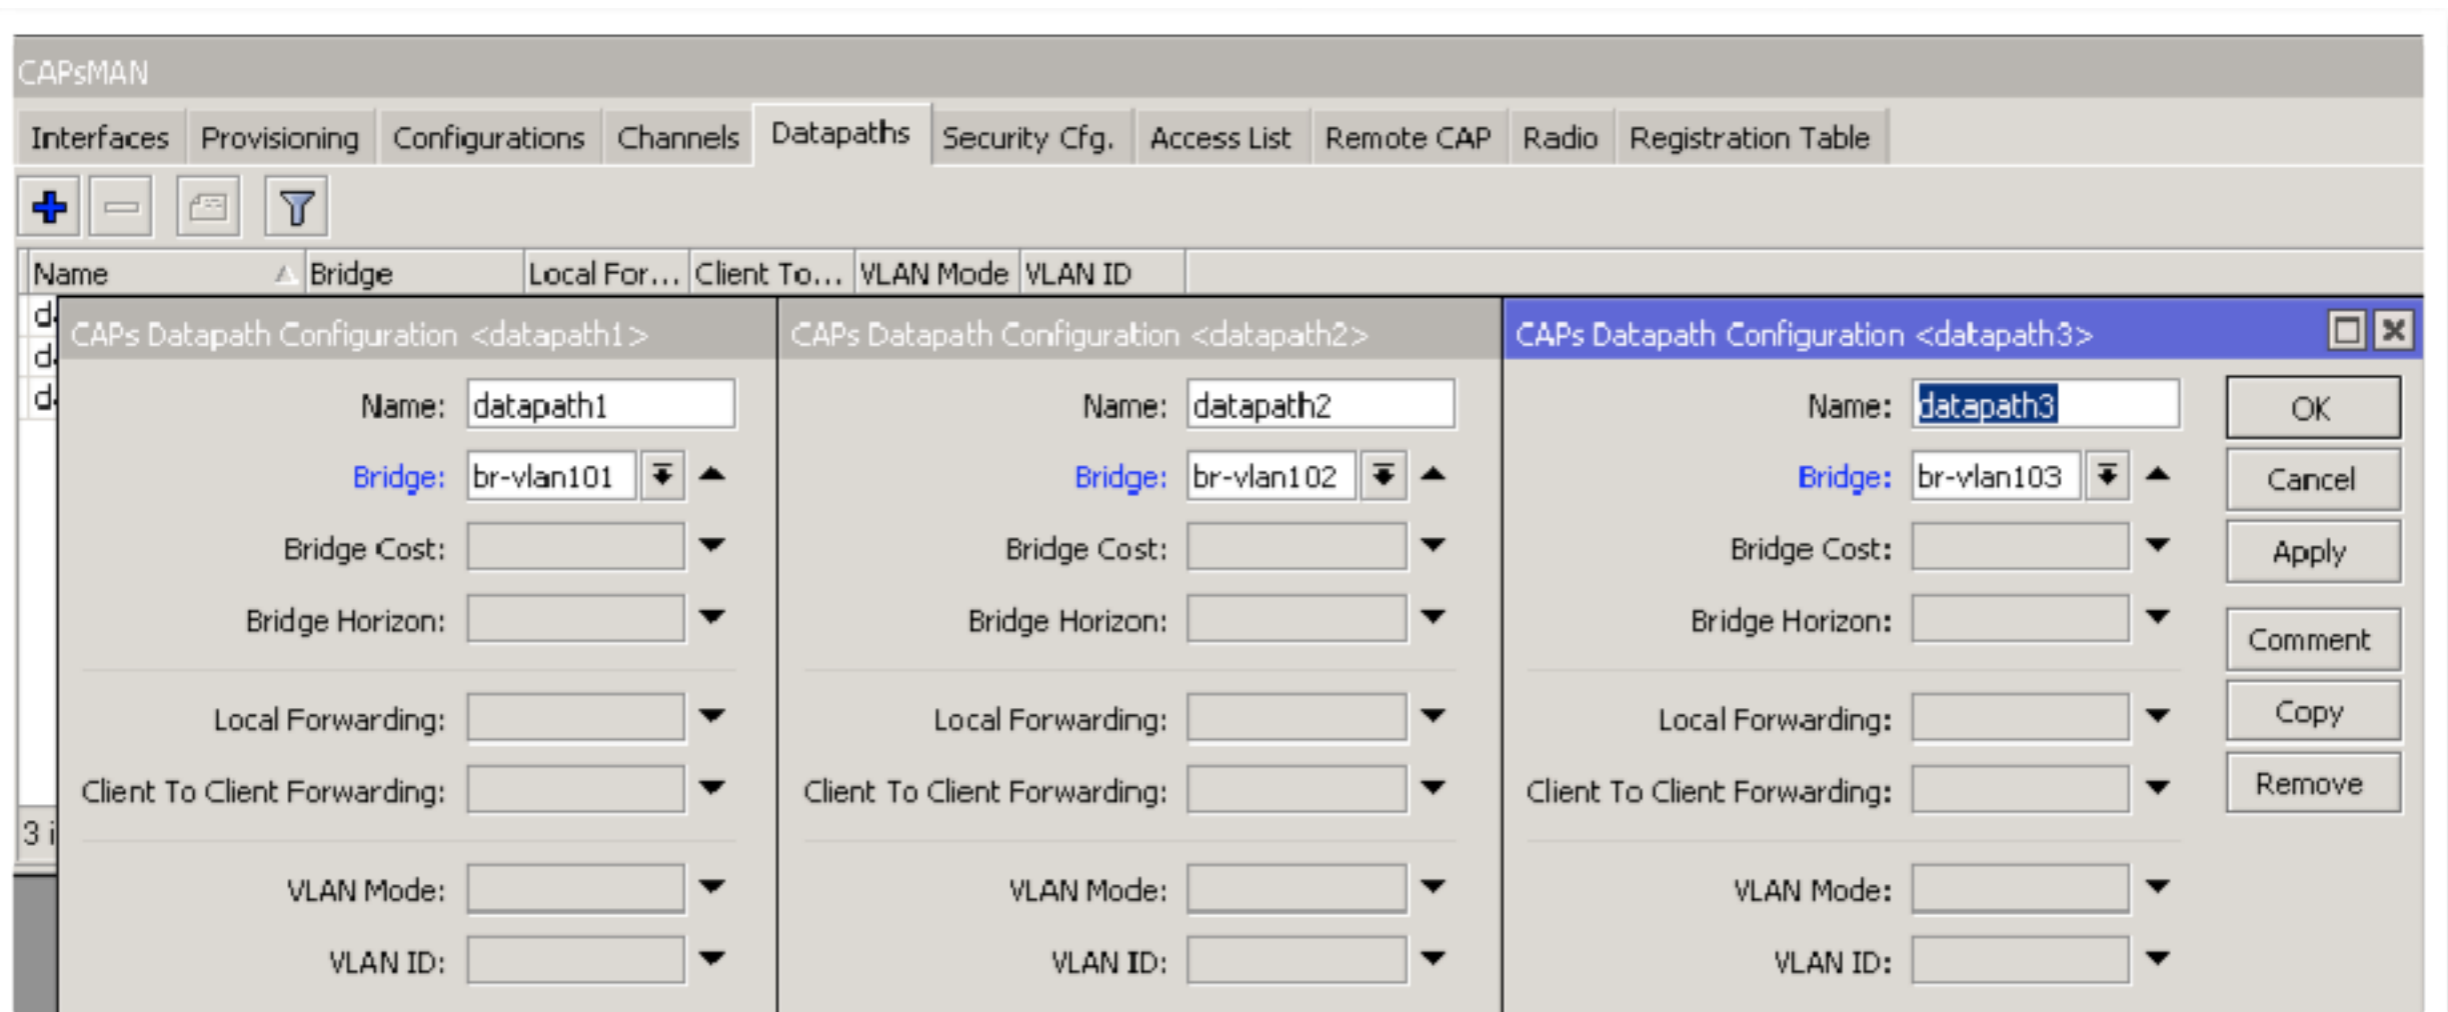 CAPsMAN
Interfaces Provisioning Configurations Channels Datapaths Security Cfg. Access List Remote CAP Radio Registration Table
Name Bridge Local For... Client To... VLAN Mode VLAN ID
CAPs Datapath Configuration <datapath1>
Name: datapath1
Bridge: br-vlan101
Bridge Cost:
Bridge Horizon:
Local Forwarding:
Client To Client Forwarding:
VLAN Mode:
VLAN ID:
CAPs Datapath Configuration <datapath2>
Name: datapath2
Bridge: br-vlan102
Bridge Cost:
Bridge Horizon:
Local Forwarding:
Client To Client Forwarding:
VLAN Mode:
VLAN ID:
CAPs Datapath Configuration <datapath3>
Name: datapath3
Bridge: br-vlan103
Bridge Cost:
Bridge Horizon:
Local Forwarding:
Client To Client Forwarding:
VLAN Mode:
VLAN ID:
OK
Cancel
Apply
Comment
Copy
Remove
3 i